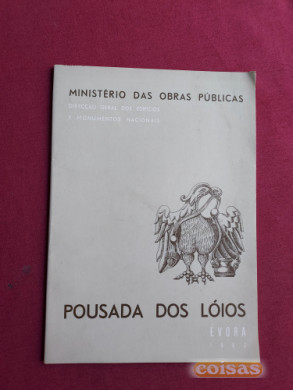 MINISTÉRIO DAS OBRAS PÚBLICAS
DIRECÇÃO GERAL DOS EDIFÍCIOS
E MONUMENTOS NACIONAIS
POUSADA DOS LÓIOS
ÉVORA
coisas